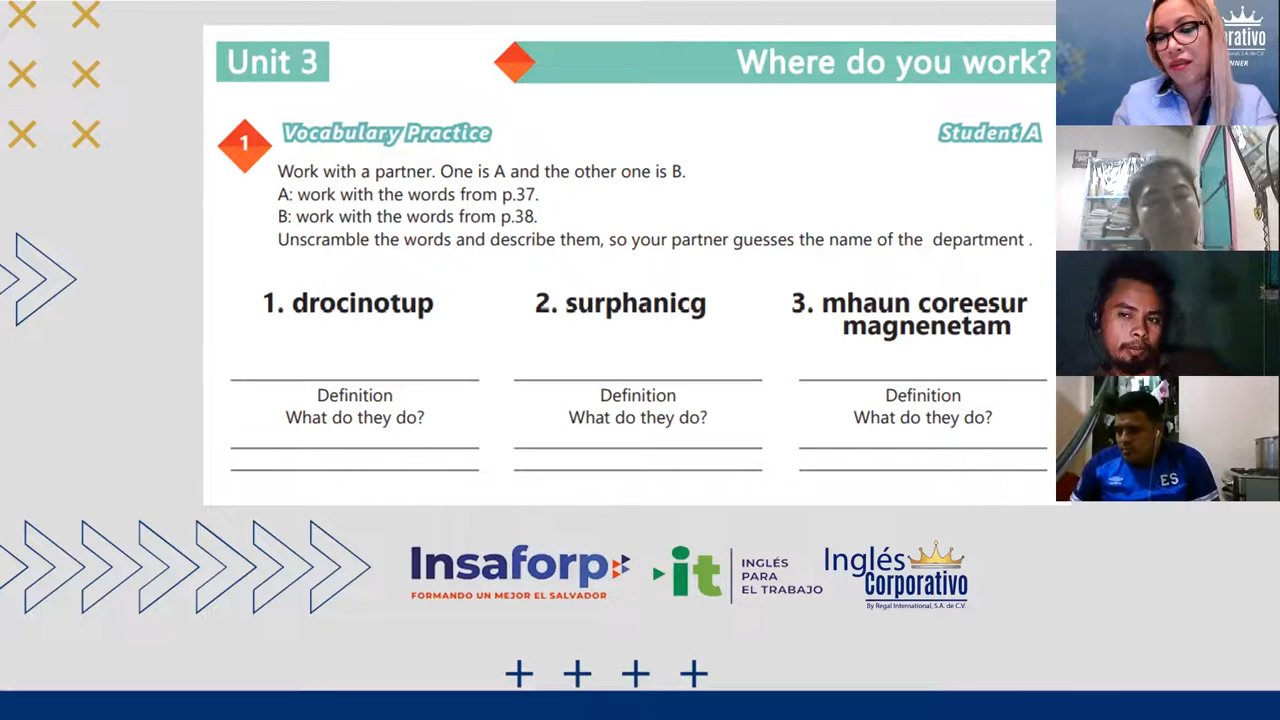 Unit 3
Where do you work?
1
Vocabulary Practice
Student A
Work with a partner. One is A and the other one is B.
A: work with the words from p.37.
B: work with the words from p.38.
Unscramble the words and describe them, so your partner guesses the name of the department .
1. drocinotup
2. surphanicg
3. mhaun coreesur
magnenetam
Definition
What do they do?
Definition
What do they do?
Definition
What do they do?
Insaforp
FORMANDO UN MEJOR EL SALVADOR
it
INGLÉS
PARA
EL TRABAJO
Inglés
Corporativo
By Regal International, S.A. de C.V.
ES